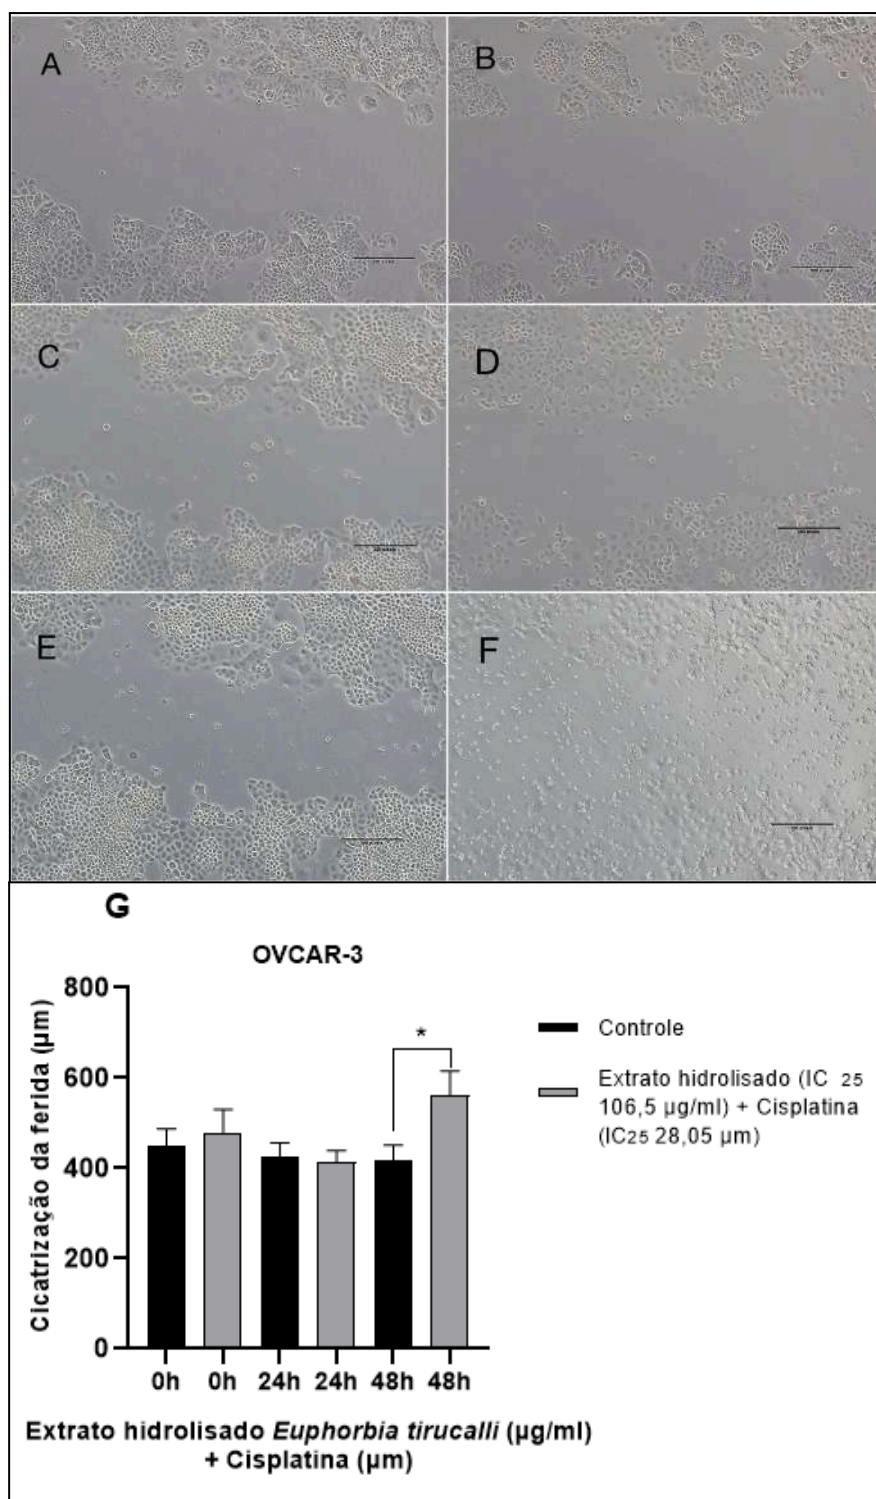 A
B
C
D
E
F
G
OVCAR-3
800
600
400
200
0
Cicatrização da ferida (µm)
*
0h 0h 24h 24h 48h 48h
Extrato hidrolisado Euphorbia tirucalli (µg/ml)
+ Cisplatina (µm)
Controle
Extrato hidrolisado (IC 25
106,5 µg/ml) + Cisplatina
(IC25 28,05 µm)